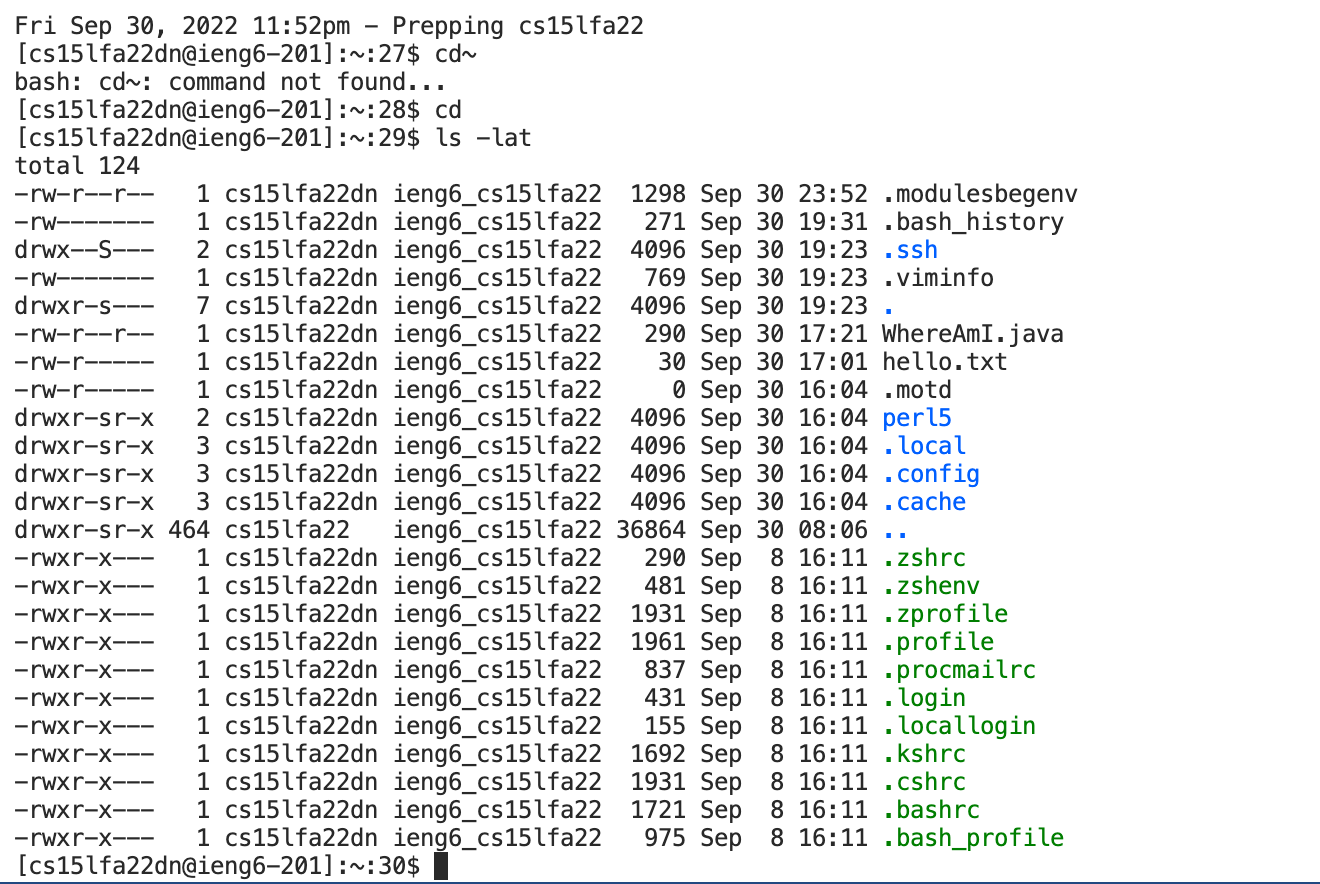 Fri Sep 30, 2022 11:52pm - Prepping cs15lfa22
[cs15lfa22dn@ieng6-201]:~:27$ cd~
bash: cd~: command not found...
[cs15lfa22dn@ieng6-201]:~:28$ cd
[cs15lfa22dn@ieng6-201]:~:29$ ls -lat
total 124
-rw-r--r--   1 cs15lfa22dn ieng6_cs15lfa22  1298 Sep 30 23:52 .modulesbegenv
-rw-------   1 cs15lfa22dn ieng6_cs15lfa22   271 Sep 30 19:31 .bash_history
drwx--S---   2 cs15lfa22dn ieng6_cs15lfa22  4096 Sep 30 19:23 .ssh
-rw-------   1 cs15lfa22dn ieng6_cs15lfa22   769 Sep 30 19:23 .viminfo
drwxr-s---   7 cs15lfa22dn ieng6_cs15lfa22  4096 Sep 30 19:23 .
-rw-r--r--   1 cs15lfa22dn ieng6_cs15lfa22   290 Sep 30 17:21 WhereAmI.java
-rw-r-----   1 cs15lfa22dn ieng6_cs15lfa22    30 Sep 30 17:01 hello.txt
-rw-r-----   1 cs15lfa22dn ieng6_cs15lfa22     0 Sep 30 16:04 .motd
drwxr-sr-x   2 cs15lfa22dn ieng6_cs15lfa22  4096 Sep 30 16:04 perl5
drwxr-sr-x   3 cs15lfa22dn ieng6_cs15lfa22  4096 Sep 30 16:04 .local
drwxr-sr-x   3 cs15lfa22dn ieng6_cs15lfa22  4096 Sep 30 16:04 .config
drwxr-sr-x   3 cs15lfa22dn ieng6_cs15lfa22  4096 Sep 30 16:04 .cache
drwxr-sr-x 464 cs15lfa22   ieng6_cs15lfa22 36864 Sep 30 08:06 ..
-rwxr-x---   1 cs15lfa22dn ieng6_cs15lfa22   290 Sep  8 16:11 .zshrc
-rwxr-x---   1 cs15lfa22dn ieng6_cs15lfa22   481 Sep  8 16:11 .zshenv
-rwxr-x---   1 cs15lfa22dn ieng6_cs15lfa22  1931 Sep  8 16:11 .zprofile
-rwxr-x---   1 cs15lfa22dn ieng6_cs15lfa22  1961 Sep  8 16:11 .profile
-rwxr-x---   1 cs15lfa22dn ieng6_cs15lfa22   837 Sep  8 16:11 .procmailrc
-rwxr-x---   1 cs15lfa22dn ieng6_cs15lfa22   431 Sep  8 16:11 .login
-rwxr-x---   1 cs15lfa22dn ieng6_cs15lfa22   155 Sep  8 16:11 .locallogin
-rwxr-x---   1 cs15lfa22dn ieng6_cs15lfa22  1692 Sep  8 16:11 .kshrc
-rwxr-x---   1 cs15lfa22dn ieng6_cs15lfa22  1931 Sep  8 16:11 .cshrc
-rwxr-x---   1 cs15lfa22dn ieng6_cs15lfa22  1721 Sep  8 16:11 .bashrc
-rwxr-x---   1 cs15lfa22dn ieng6_cs15lfa22   975 Sep  8 16:11 .bash_profile
[cs15lfa22dn@ieng6-201]:~:30$